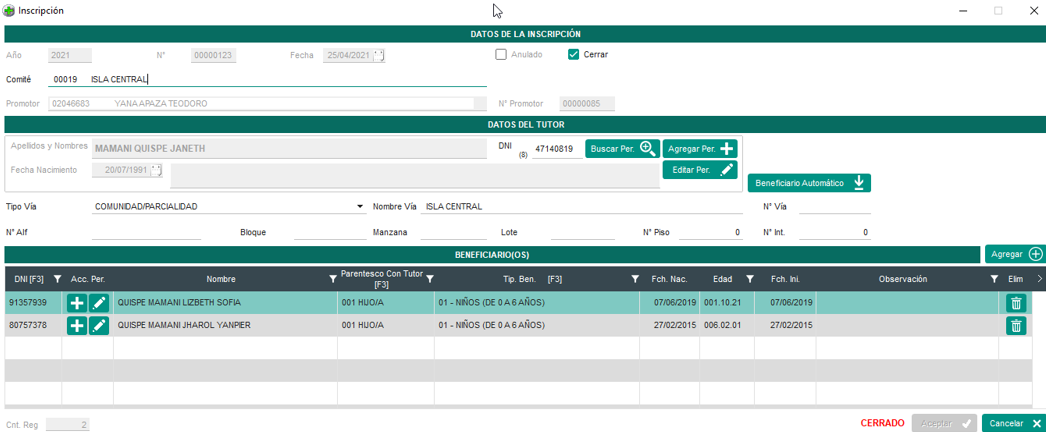 Inscripción
DATOS DE LA INSCRIPCIÓN
Año 2021 N° 00000123 Fecha 25/04/2021 Anulado Cerrar
Comité 00019 ISLA CENTRAL
Promotor 02046683 YANA APAZA TEODORO N° Promotor 00000085
DATOS DEL TUTOR
Apellidos y Nombres MAMANI QUISPE JANETH DNI (8) 47140819 Buscar Per. Agregar Per.
Fecha Nacimiento 20/07/1991 Editar Per.
Beneficiario Automático
Tipo Vía COMUNIDAD/PARCIALIDAD Nombre Vía ISLA CENTRAL N° Vía
N° Alf Bloque Manzana Lote N° Piso 0 N° Int. 0
BENEFICIARIO(OS) Agregar
DNI [F3] Acc. Per. Nombre Parentesco Con Tutor [F3] Tip. Ben. [F3] Fch. Nac. Edad Fch. Ini. Observación Elim
91357939 QUISPE MAMANI LIZBETH SOFIA 001 HIJO/A 01 - NIÑOS (DE 0 A 6 AÑOS) 07/06/2019 001.10.21 07/06/2019
80757378 QUISPE MAMANI JHAROL YANPIER 001 HIJO/A 01 - NIÑOS (DE 0 A 6 AÑOS) 27/02/2015 006.02.01 27/02/2015
Cnt. Reg 2 CERRADO Aceptar Cancelar